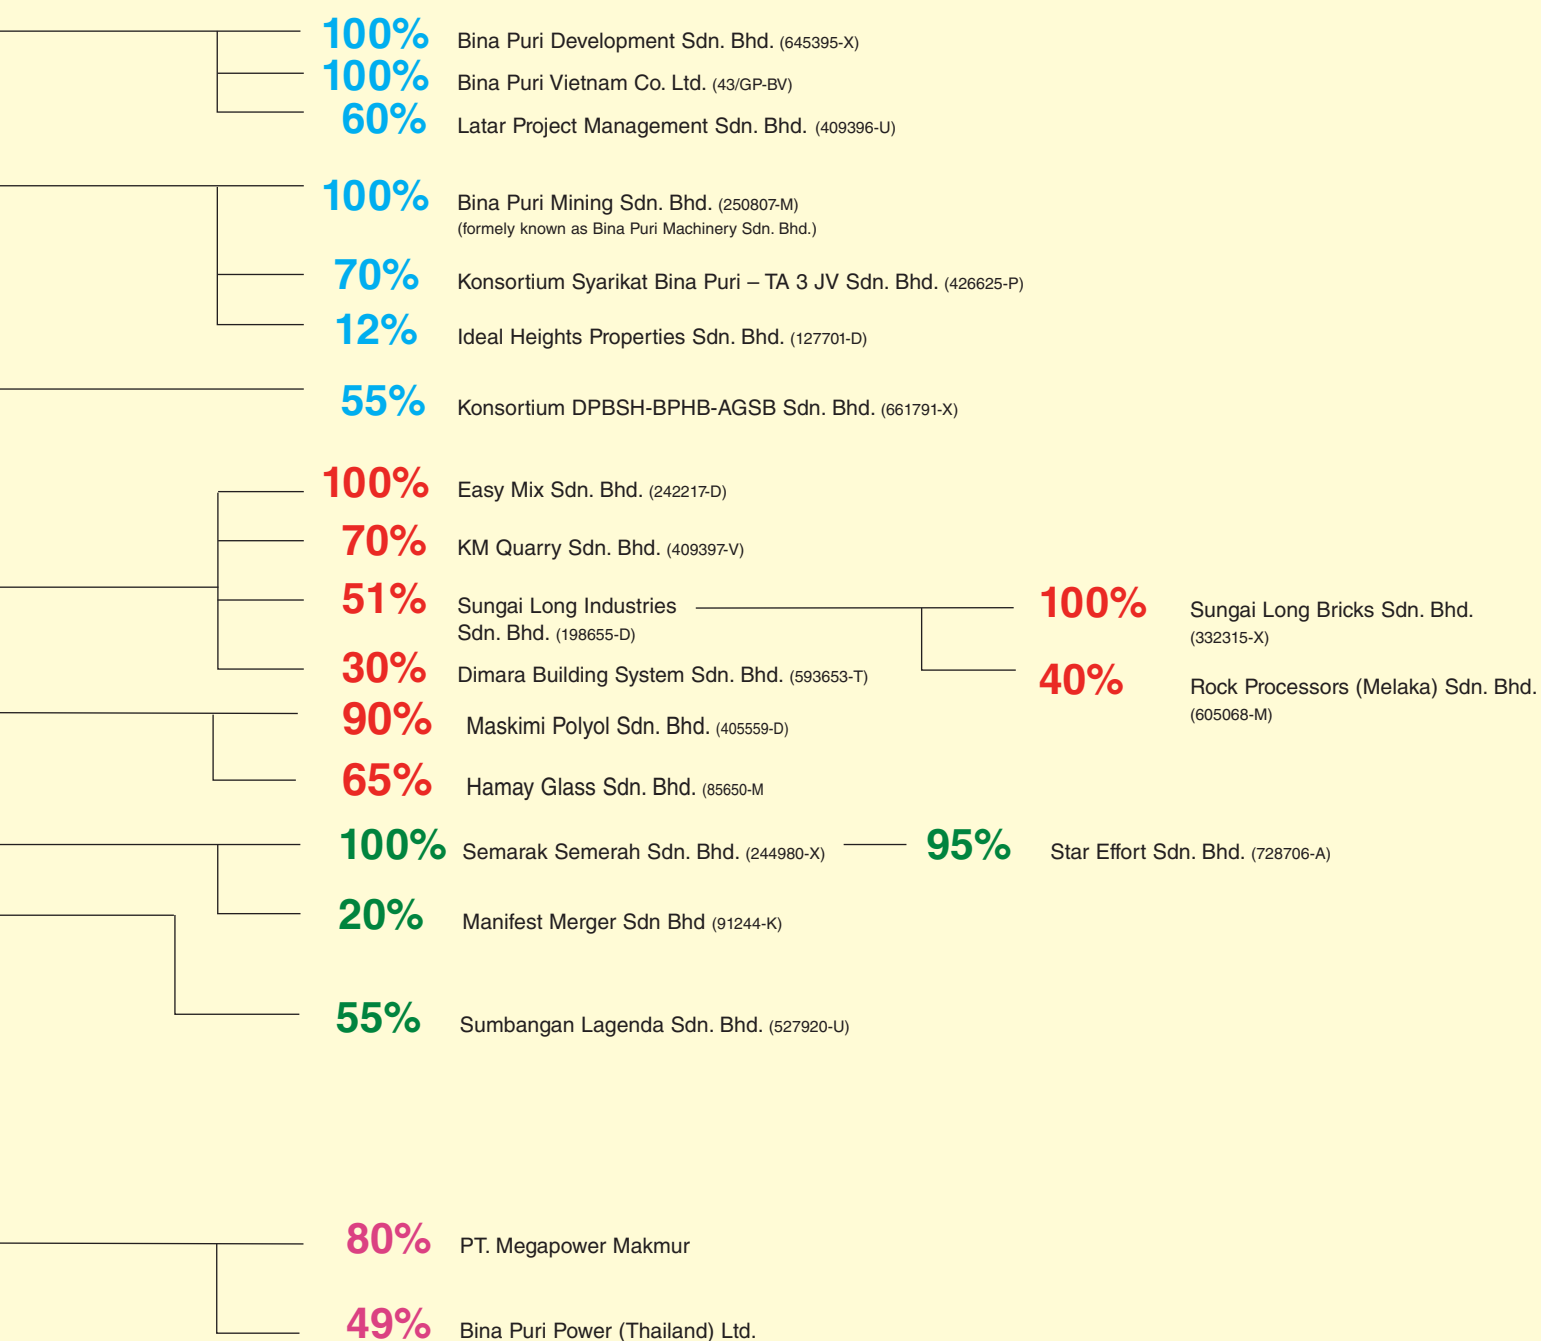 100% Bina Puri Development Sdn. Bhd. (645395-X)
100% Bina Puri Vietnam Co. Ltd. (43/GP-BV)
60% Latar Project Management Sdn. Bhd. (409396-U)
100% Bina Puri Mining Sdn. Bhd. (250807-M)
(formely known as Bina Puri Machinery Sdn. Bhd.)
70% Konsortium Syarikat Bina Puri – TA 3 JV Sdn. Bhd. (426625-P)
12% Ideal Heights Properties Sdn. Bhd. (127701-D)
55% Konsortium DPBSH-BPHB-AGSB Sdn. Bhd. (661791-X)
100% Easy Mix Sdn. Bhd. (242217-D)
70% KM Quarry Sdn. Bhd. (409397-V)
51% Sungai Long Industries
Sdn. Bhd. (198655-D)
100% Sungai Long Bricks Sdn. Bhd.
(332315-X)
40% Rock Processors (Melaka) Sdn. Bhd.
(605068-M)
30% Dimara Building System Sdn. Bhd. (593653-T)
90% Maskimi Polyol Sdn. Bhd. (405559-D)
65% Hamay Glass Sdn. Bhd. (85650-M
100% Semarak Semerah Sdn. Bhd. (244980-X) 95% Star Effort Sdn. Bhd. (728706-A)
20% Manifest Merger Sdn Bhd (91244-K)
55% Sumbangan Lagenda Sdn. Bhd. (527920-U)
80% PT. Megapower Makmur
49% Bina Puri Power (Thailand) Ltd.